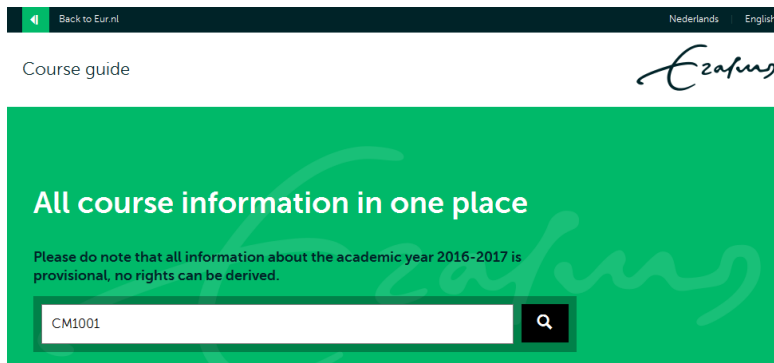 Back to Eur.nl Nederlands English
Course guide
Erasmus
All course information in one place
Please do note that all information about the academic year 2016-2017 is
provisional, no rights can be derived.
CM1001